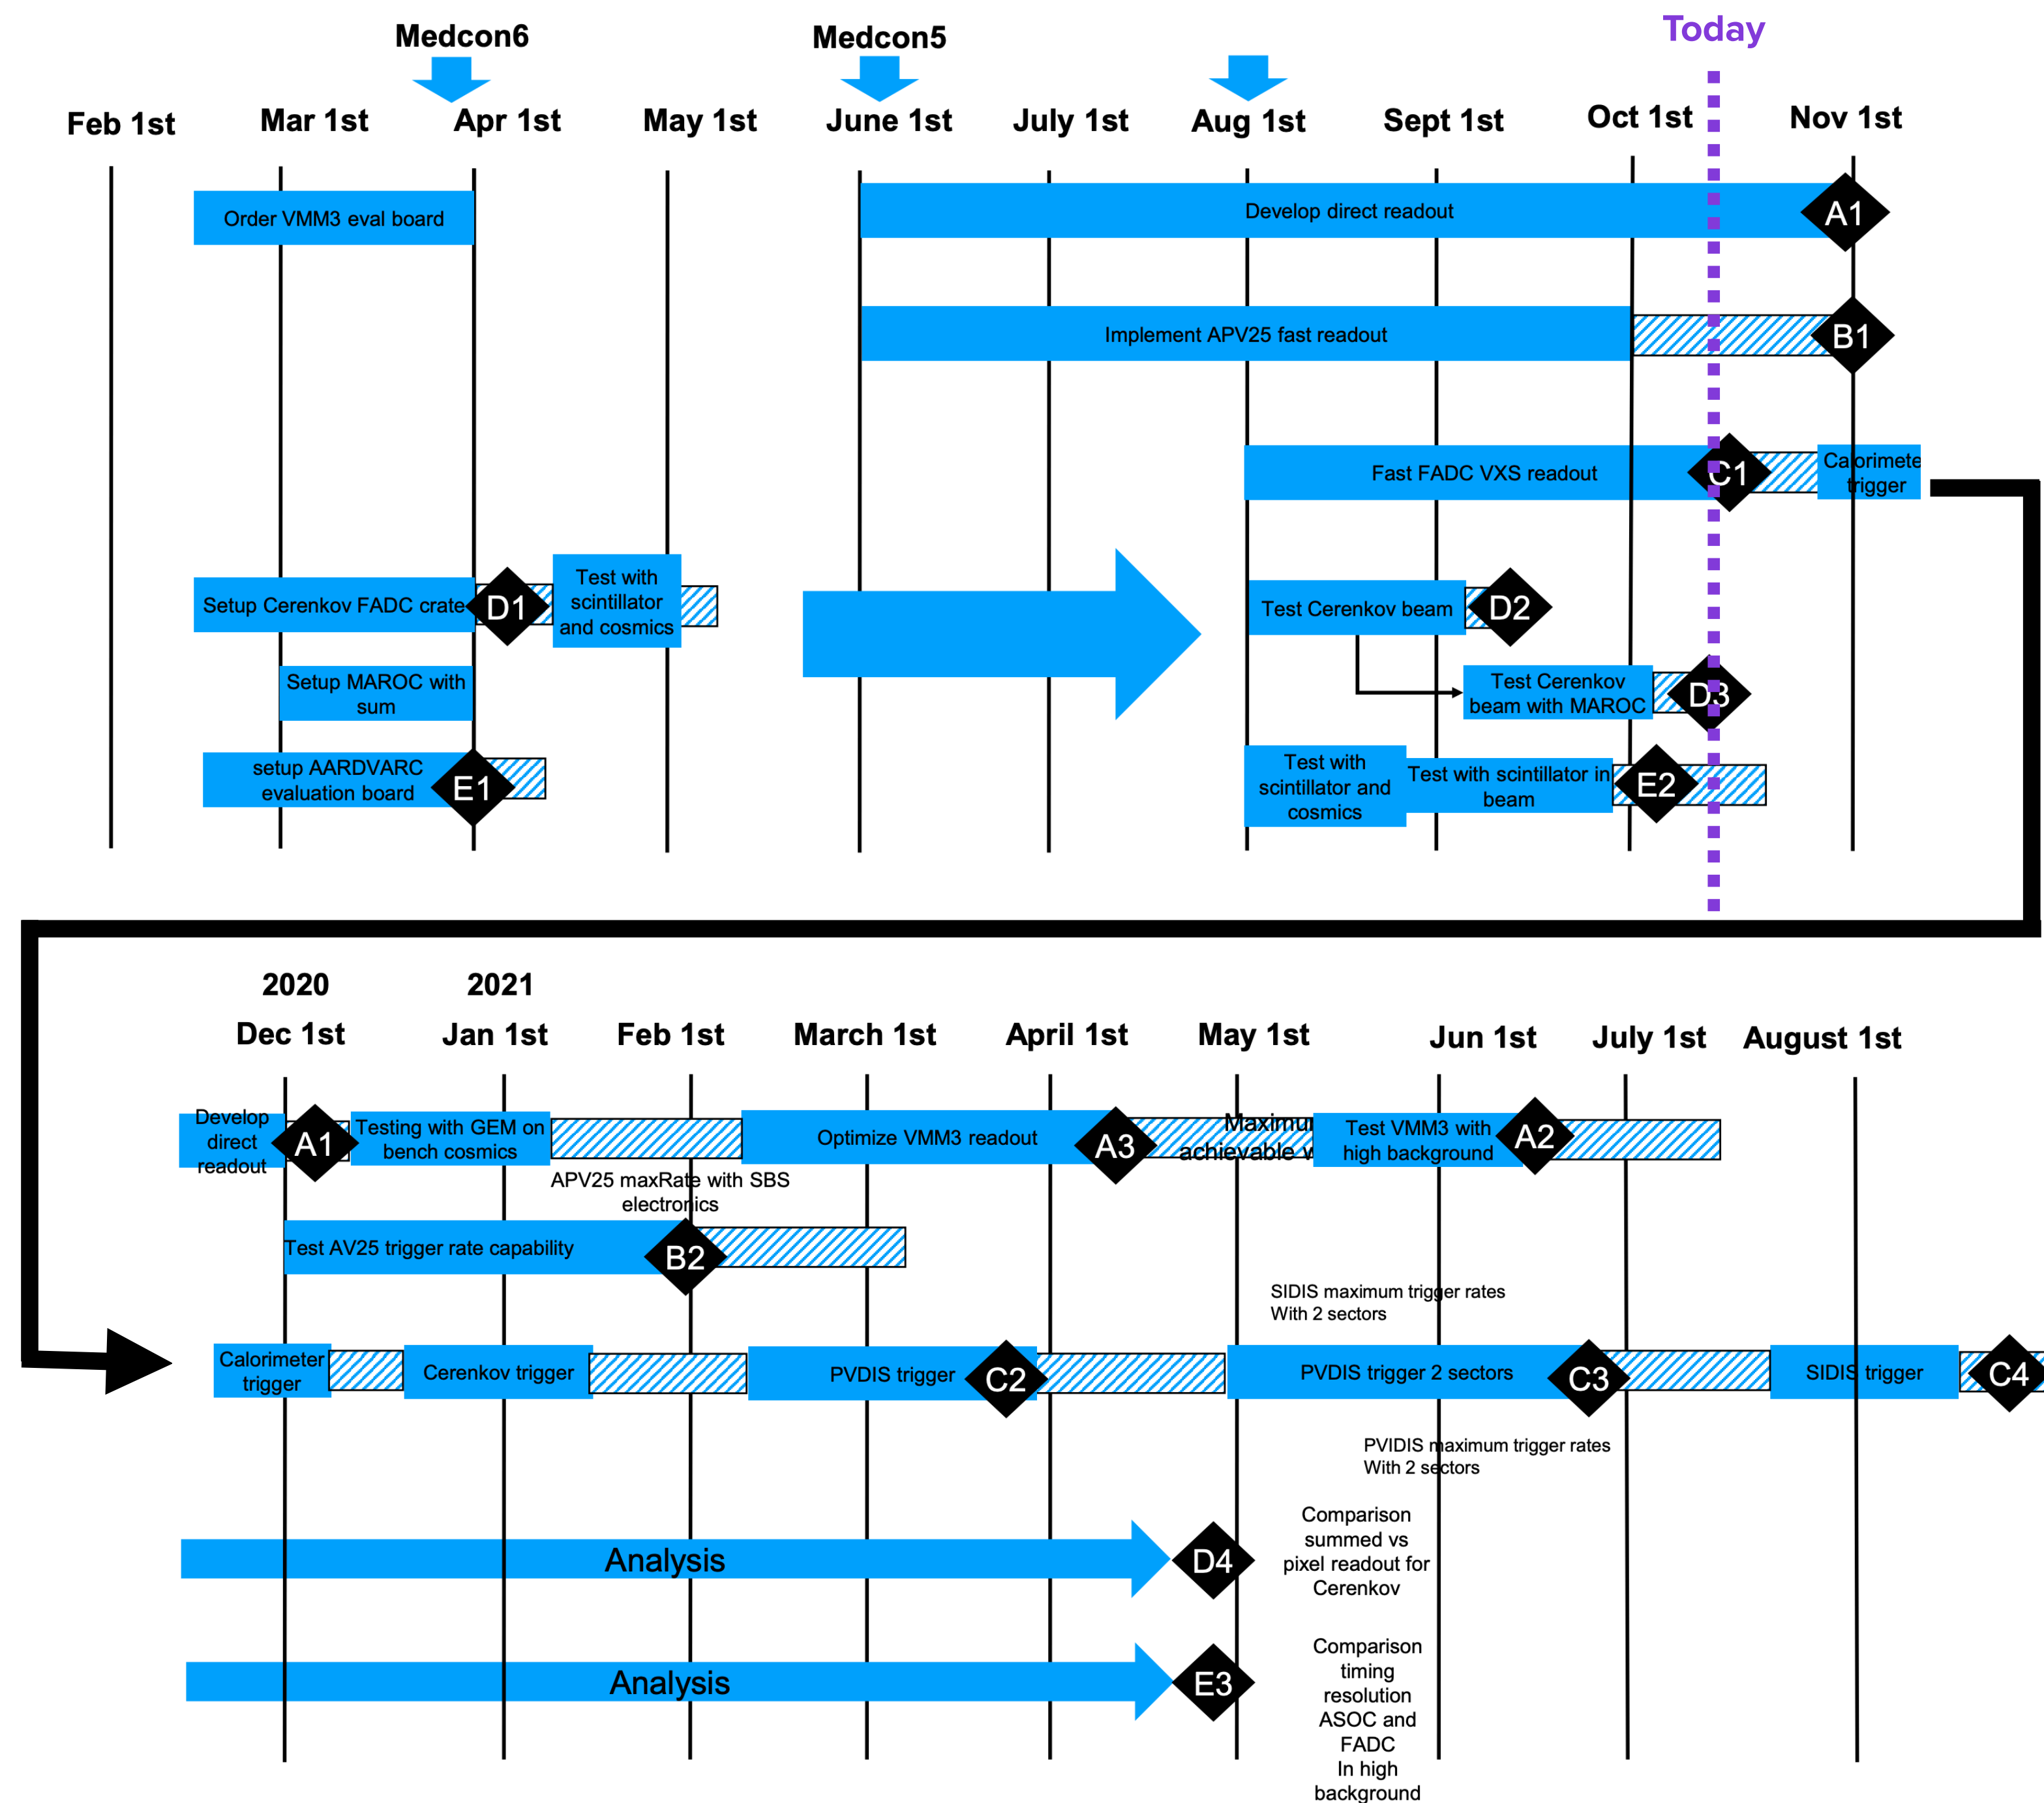 Today
Medcon6
Medcon5
Feb 1st
Mar 1st
Apr 1st
May 1st
June 1st
July 1st
Aug 1st
Sept 1st
Oct 1st
Nov 1st
Order VMM3 eval board
Develop direct readout
A1
Implement APV25 fast readout
B1
Fast FADC VXS readout
C1
Calorimete
trigger
Setup Cerenkov FADC crate
D1
Test with
scintillator
and cosmics
Test Cerenkov beam
D2
Setup MAROC with
sum
Test Cerenkov
beam with MAROC
D3
setup AARDVARC
evaluation board
E1
Test with
scintillator and
cosmics
Test with scintillator in
beam
E2
2020
2021
Dec 1st
Jan 1st
Feb 1st
March 1st
April 1st
May 1st
Jun 1st
July 1st
August 1st
Develop
direct
readout
A1
Testing with GEM on
bench cosmics
Optimize VMM3 readout
A3
achievable
Test VMM3 with
high background
A2
APV25 maxRate with SBS
electronics
Test AV25 trigger rate capability
B2
SIDIS maximum trigger rates
With 2 sectors
Calorimeter
trigger
Cerenkov trigger
PVDIS trigger
C2
PVDIS trigger 2 sectors
C3
SIDIS trigger
C4
PVIDIS maximum trigger rates
With 2 sectors
Analysis
D4
Comparison
summed vs
pixel readout for
Cerenkov
Analysis
E3
Comparison
timing
resolution
ASOC and
FADC
In high
background